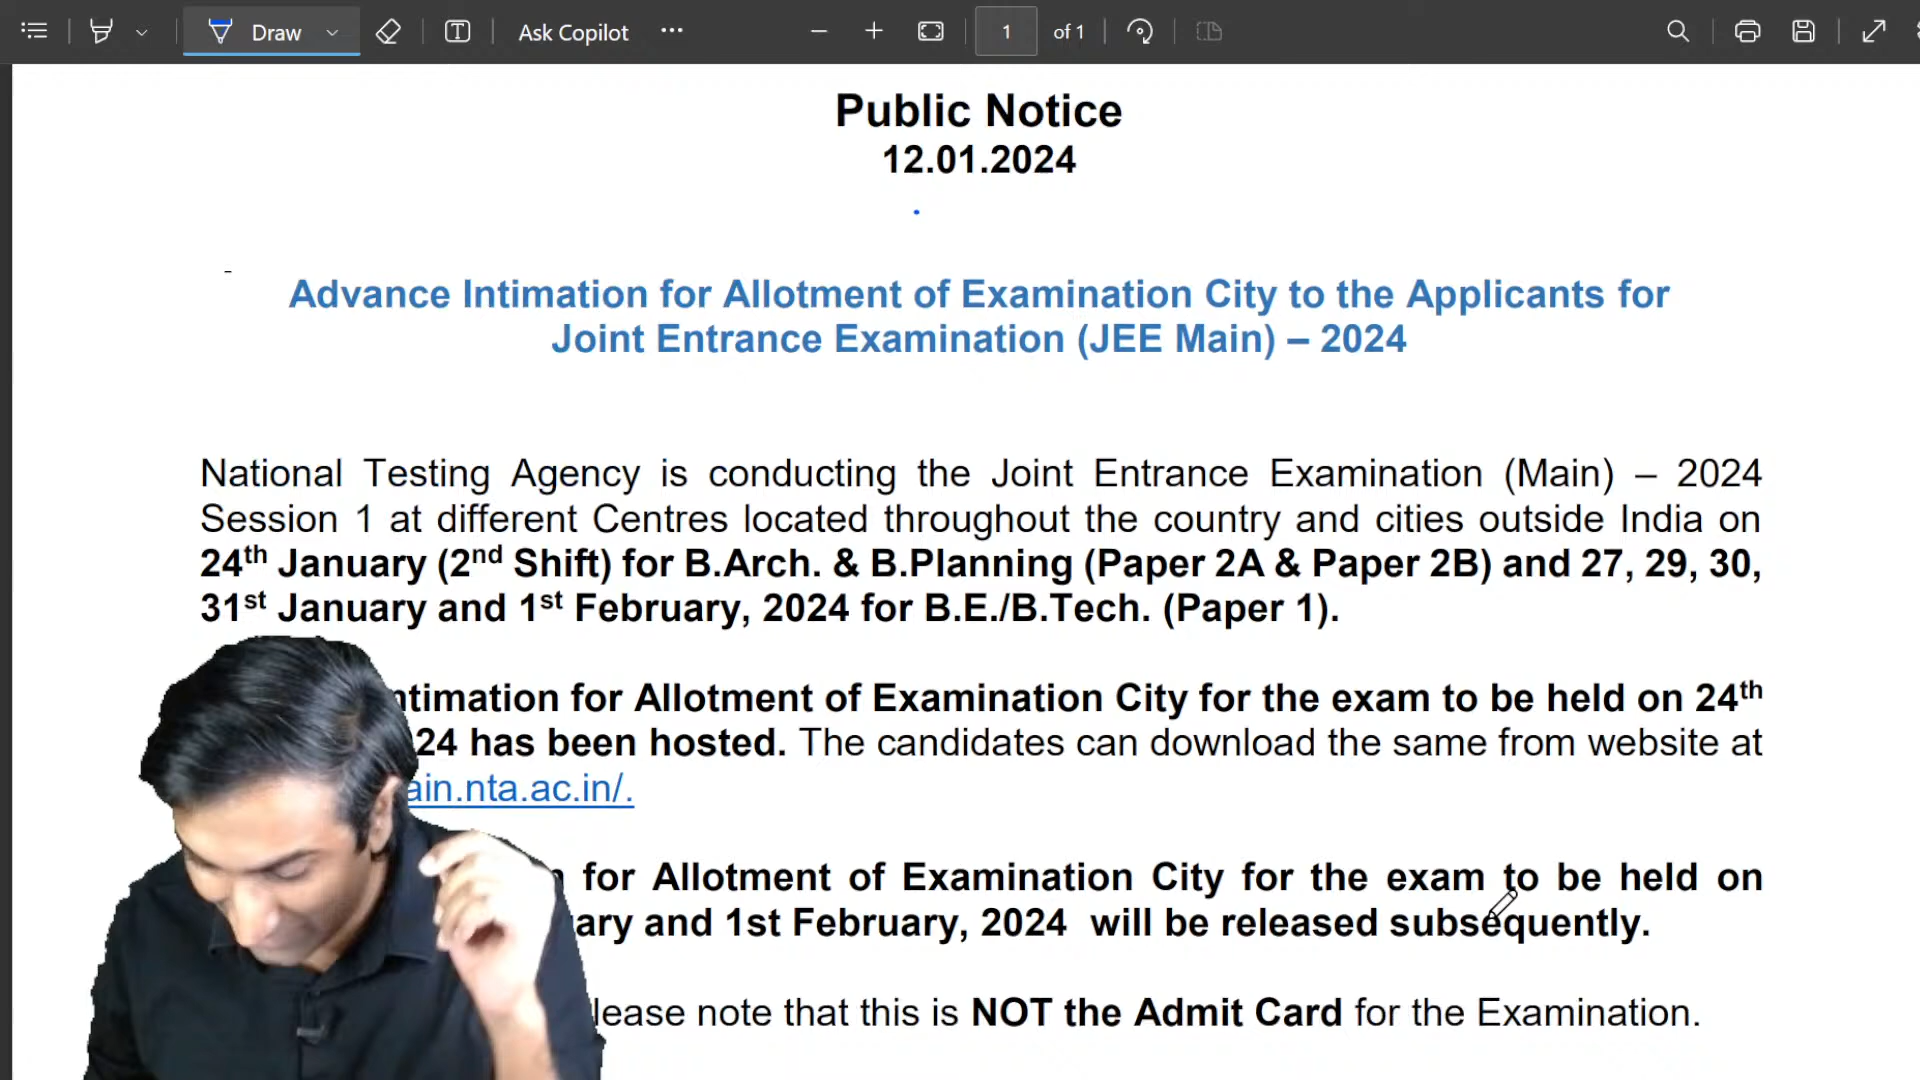 Draw
Ask Copilot
1 of 1
Public Notice
12.01.2024
Advance Intimation for Allotment of Examination City to the Applicants for
Joint Entrance Examination (JEE Main) – 2024
National Testing Agency is conducting the Joint Entrance Examination (Main) – 2024
Session 1 at different Centres located throughout the country and cities outside India on
24th January (2nd Shift) for B.Arch. & B.Planning (Paper 2A & Paper 2B) and 27, 29, 30,
31st January and 1st February, 2024 for B.E./B.Tech. (Paper 1).
ntimation for Allotment of Examination City for the exam to be held on 24th
24 has been hosted. The candidates can download the same from website at
ain.nta.ac.in/.
for Allotment of Examination City for the exam to be held on
ary and 1st February, 2024 will be released subsequently.
lease note that this is NOT the Admit Card for the Examination.